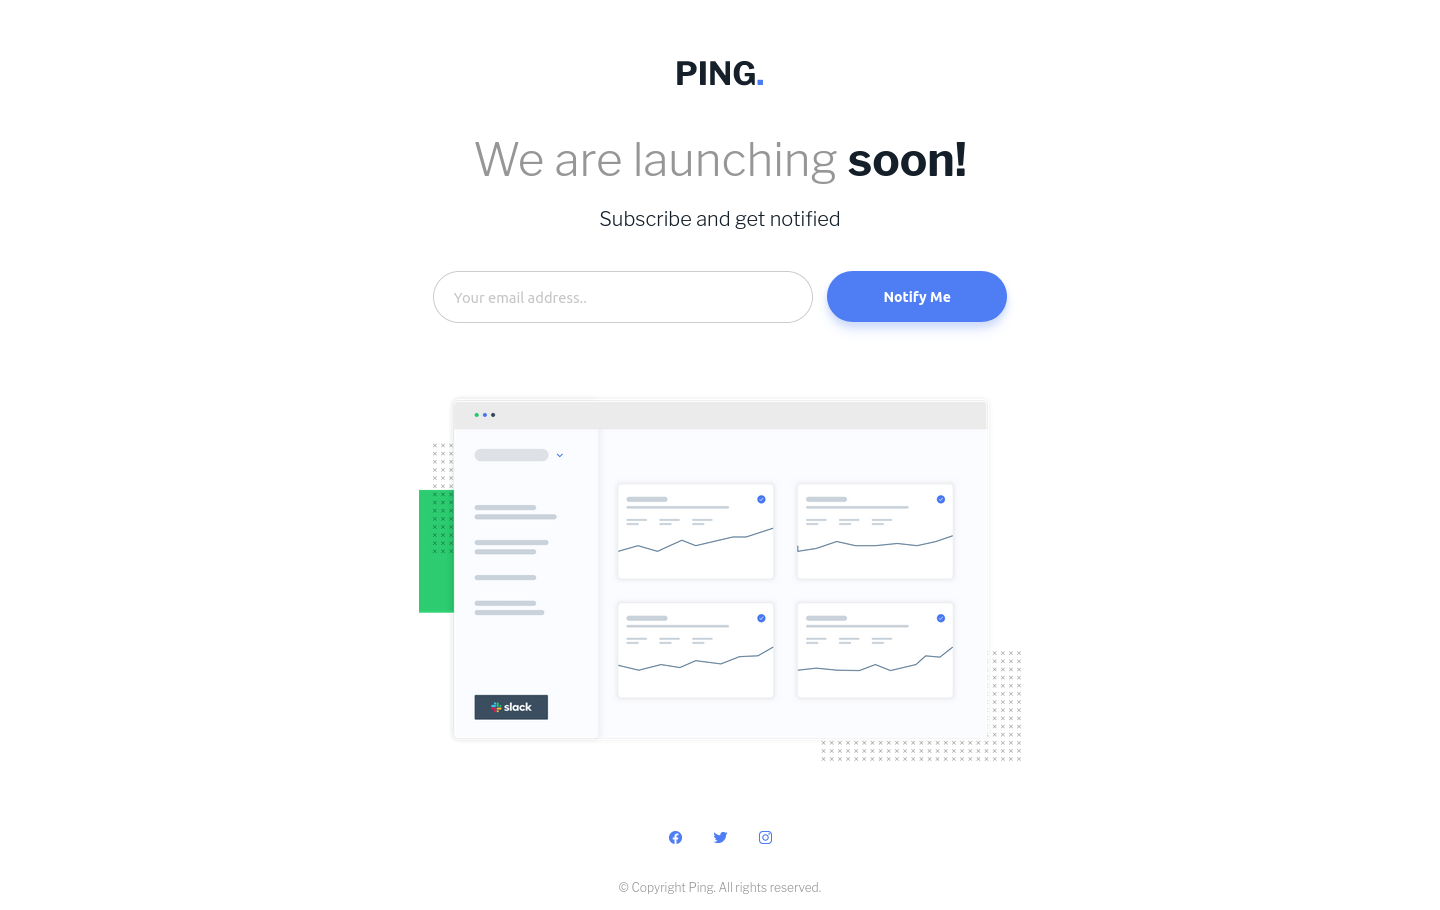 PING.
We are launching soon!
Subscribe and get notified
Your email address..
Notify Me
slack
© Copyright Ping. All rights reserved.